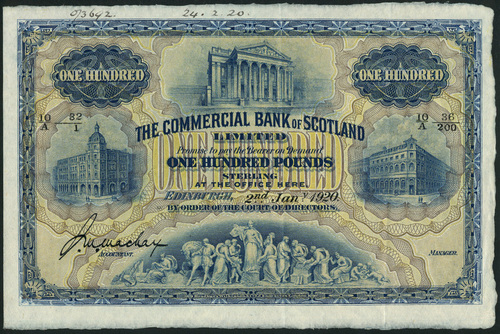 24. 2. 20.
ONE HUNDRED
ONE HUNDRED
10 32
A 1
10 36
A 200
THE COMMERCIAL BANK OF SCOTLAND
LIMITED
Promise to pay the Bearer on Demand
ONE HUNDRED POUNDS
STERLING
AT THE OFFICE HERE.
EDINBURGH, 2nd Jany 1920.
BY ORDER OF THE COURT OF DIRECTORS.
ACCOUNTANT.
MANAGER.